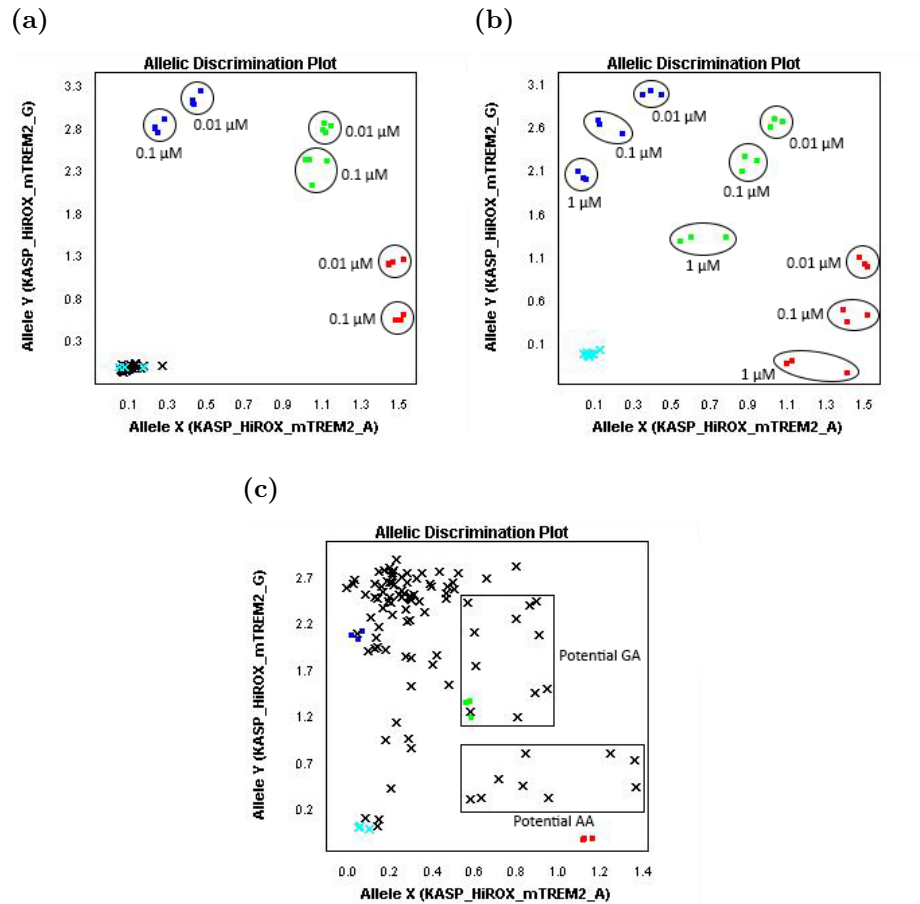 (a)
Allelic Discrimination Plot
Allele Y (KASP_HiROX_mTREM2_G)
3.3
2.8
2.3
1.8
1.3
0.8
0.3
0.01 µM
0.1 µM
0.01 µM
0.1 µM
0.01 µM
0.1 µM
0.1 0.3 0.5 0.7 0.9 1.1 1.3 1.5
Allele X (KASP_HiROX_mTREM2_A)
(b)
Allelic Discrimination Plot
Allele Y (KASP_HiROX_mTREM2_G)
3.1
2.6
2.1
1.6
1.1
0.6
0.1
0.01 µM
0.1 µM
1 µM
0.01 µM
0.1 µM
1 µM
0.01 µM
0.1 µM
1 µM
0.1 0.3 0.5 0.7 0.9 1.1 1.3 1.5
Allele X (KASP_HiROX_mTREM2_A)
(c)
Allelic Discrimination Plot
Allele Y (KASP_HiROX_mTREM2_G)
2.7
2.2
1.7
1.2
0.7
0.2
Potential GA
Potential AA
0.0 0.2 0.4 0.6 0.8 1.0 1.2 1.4
Allele X (KASP_HiROX_mTREM2_A)